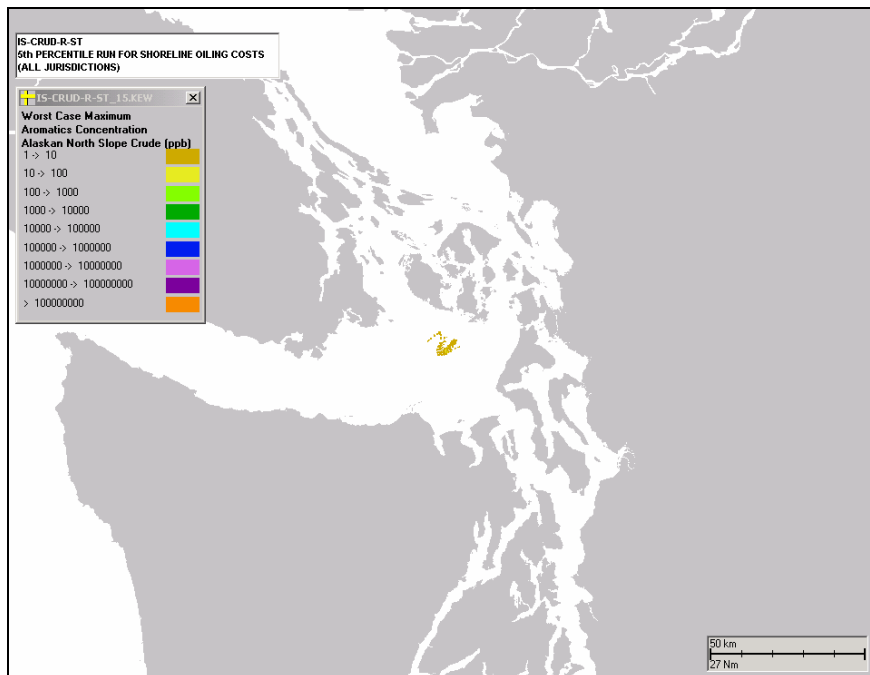 IS-CRUD-R-ST
5th PERCENTILE RUN FOR SHORELINE OILING COSTS
(ALL JURISDICTIONS)
IS-CRUD-R-ST_15.KEW
Worst Case Maximum
Aromatics Concentration
Alaskan North Slope Crude (ppb)
1 -> 10
10 -> 100
100 -> 1000
1000 -> 10000
10000 -> 100000
100000 -> 1000000
1000000 -> 10000000
10000000 -> 100000000
> 100000000
50 km
27 Nm